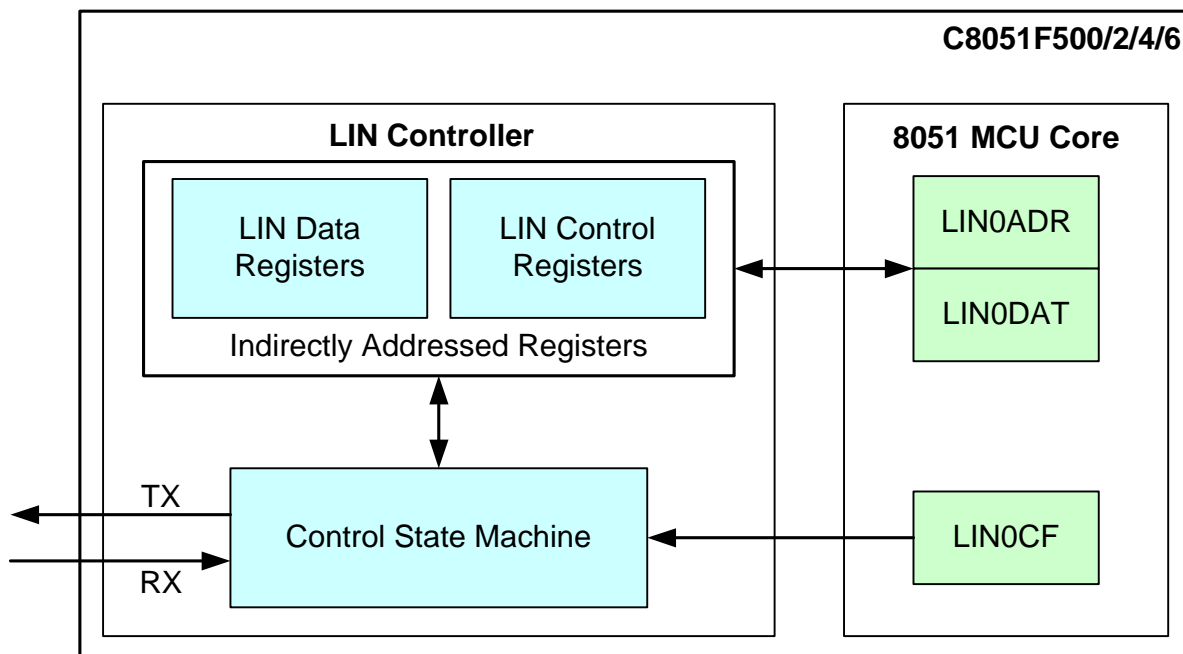 C8051F500/2/4/6
LIN Controller
8051 MCU Core
LIN Data
Registers
LIN Control
Registers
Indirectly Addressed Registers
LIN0ADR
LIN0DAT
TX
RX
Control State Machine
LIN0CF